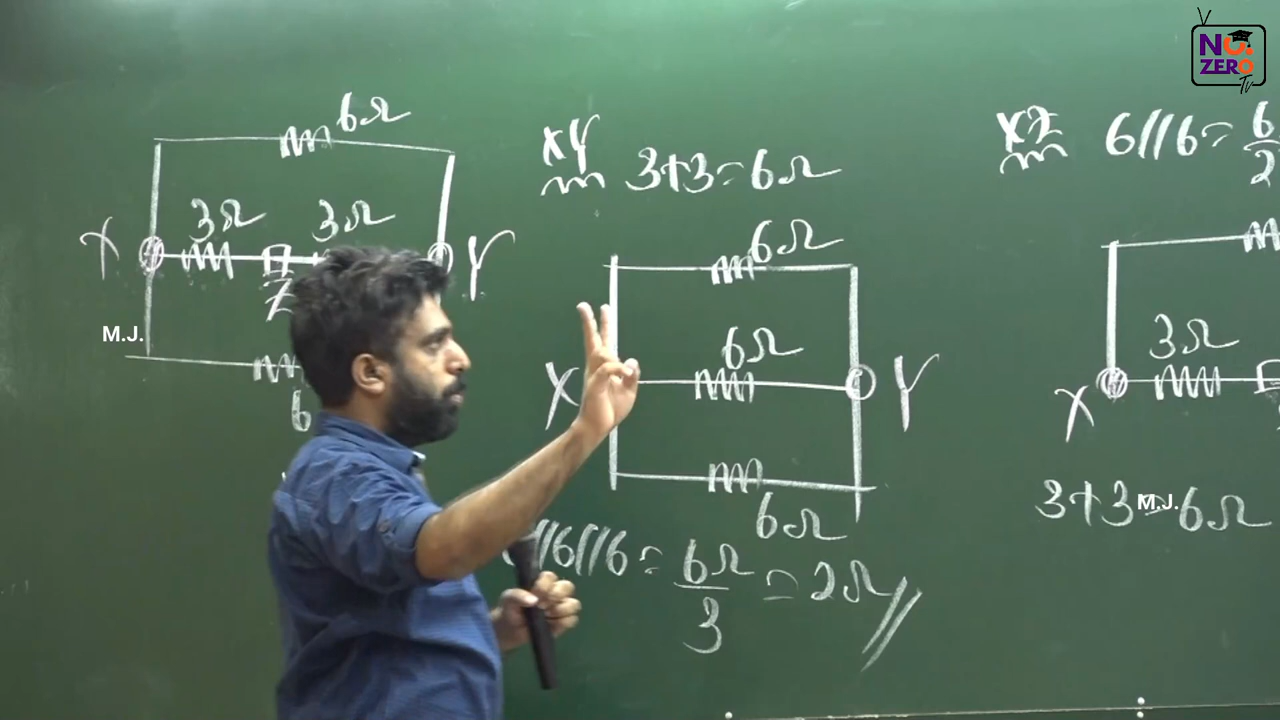 NO.
ZERO
Tv
6Ω
3Ω 3Ω
X Y
Z
M.J.
6
XY
3+3=6Ω
6Ω
6Ω
X Y
6Ω
//6//6 = 6Ω/3 = 2Ω//
XZ 6//6= 6/2
3Ω
X
3+3=6Ω
M.J.